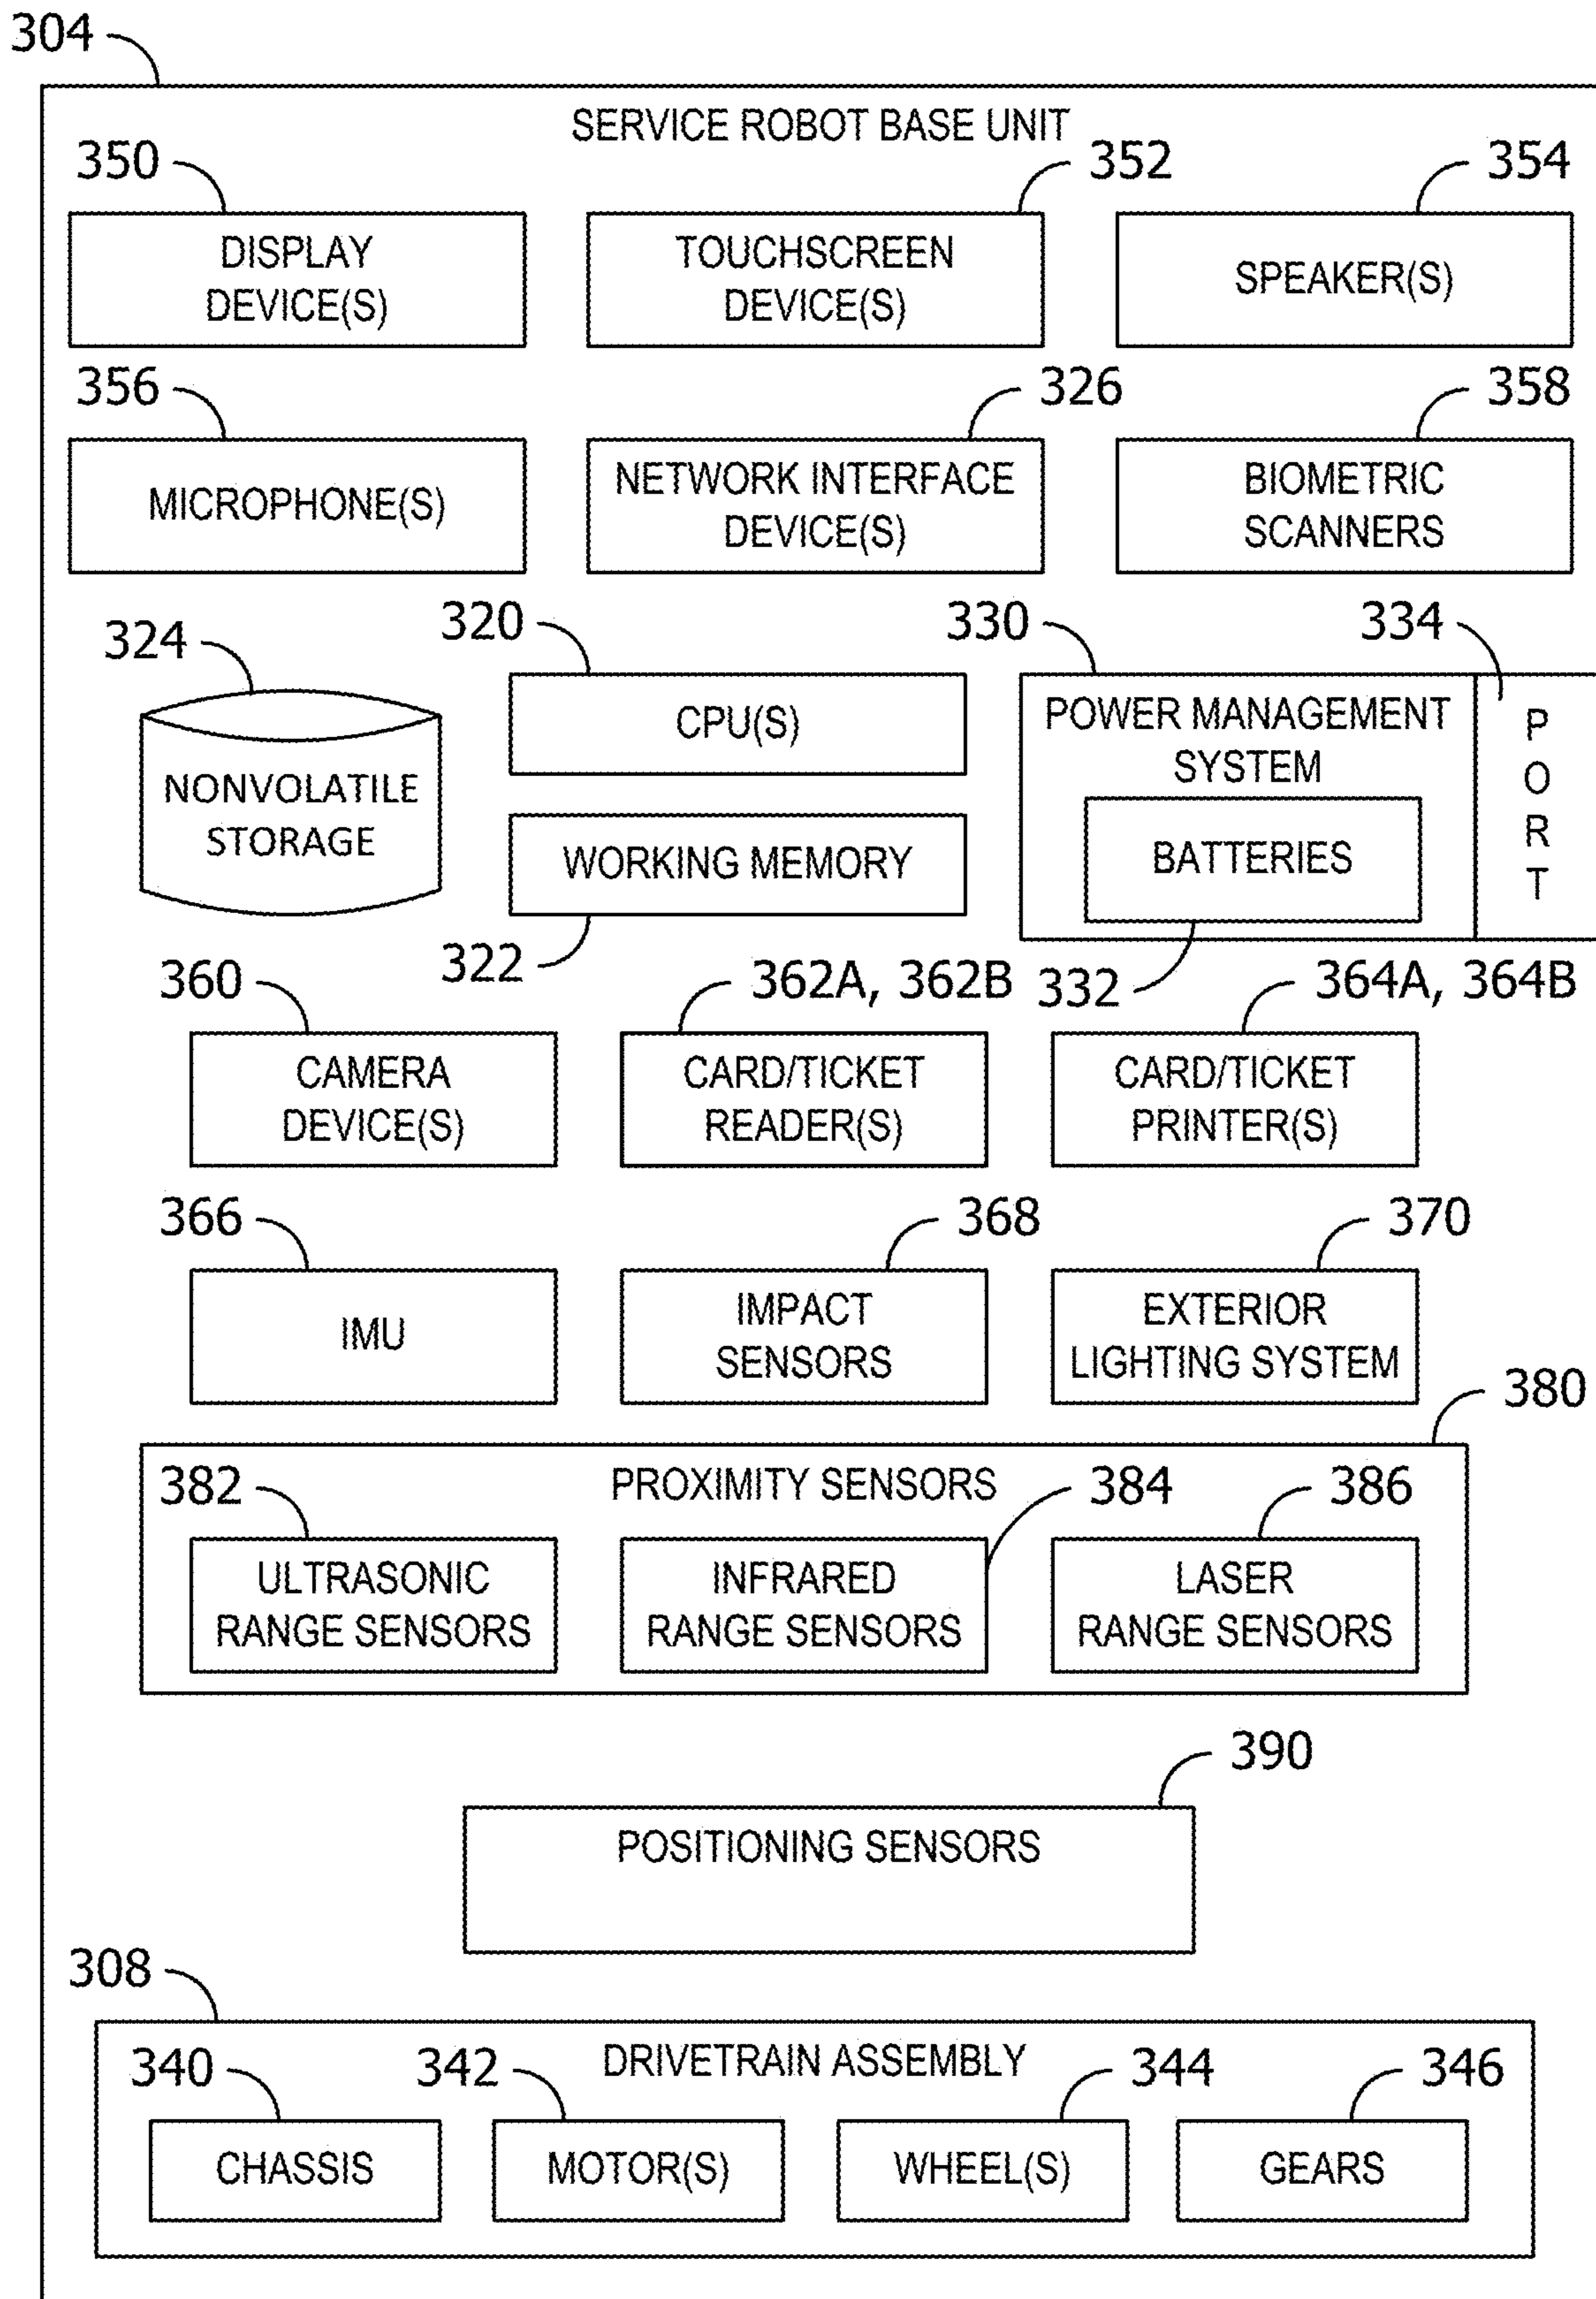 304
SERVICE ROBOT BASE UNIT
350
352
354
DISPLAY
DEVICE(S)
TOUCHSCREEN
DEVICE(S)
SPEAKER(S)
356
326
358
MICROPHONE(S)
NETWORK INTERFACE
DEVICE(S)
BIOMETRIC
SCANNERS
324
320
330
334
NONVOLATILE
STORAGE
CPU(S)
WORKING MEMORY
322
POWER MANAGEMENT
SYSTEM
BATTERIES
332
P
O
R
T
360
362A, 362B
364A, 364B
CAMERA
DEVICE(S)
CARD/TICKET
READER(S)
CARD/TICKET
PRINTER(S)
366
368
370
IMU
IMPACT
SENSORS
EXTERIOR
LIGHTING SYSTEM
380
PROXIMITY SENSORS
382
384
386
ULTRASONIC
RANGE SENSORS
INFRARED
RANGE SENSORS
LASER
RANGE SENSORS
390
POSITIONING SENSORS
308
DRIVETRAIN ASSEMBLY
340
342
344
346
CHASSIS
MOTOR(S)
WHEEL(S)
GEARS